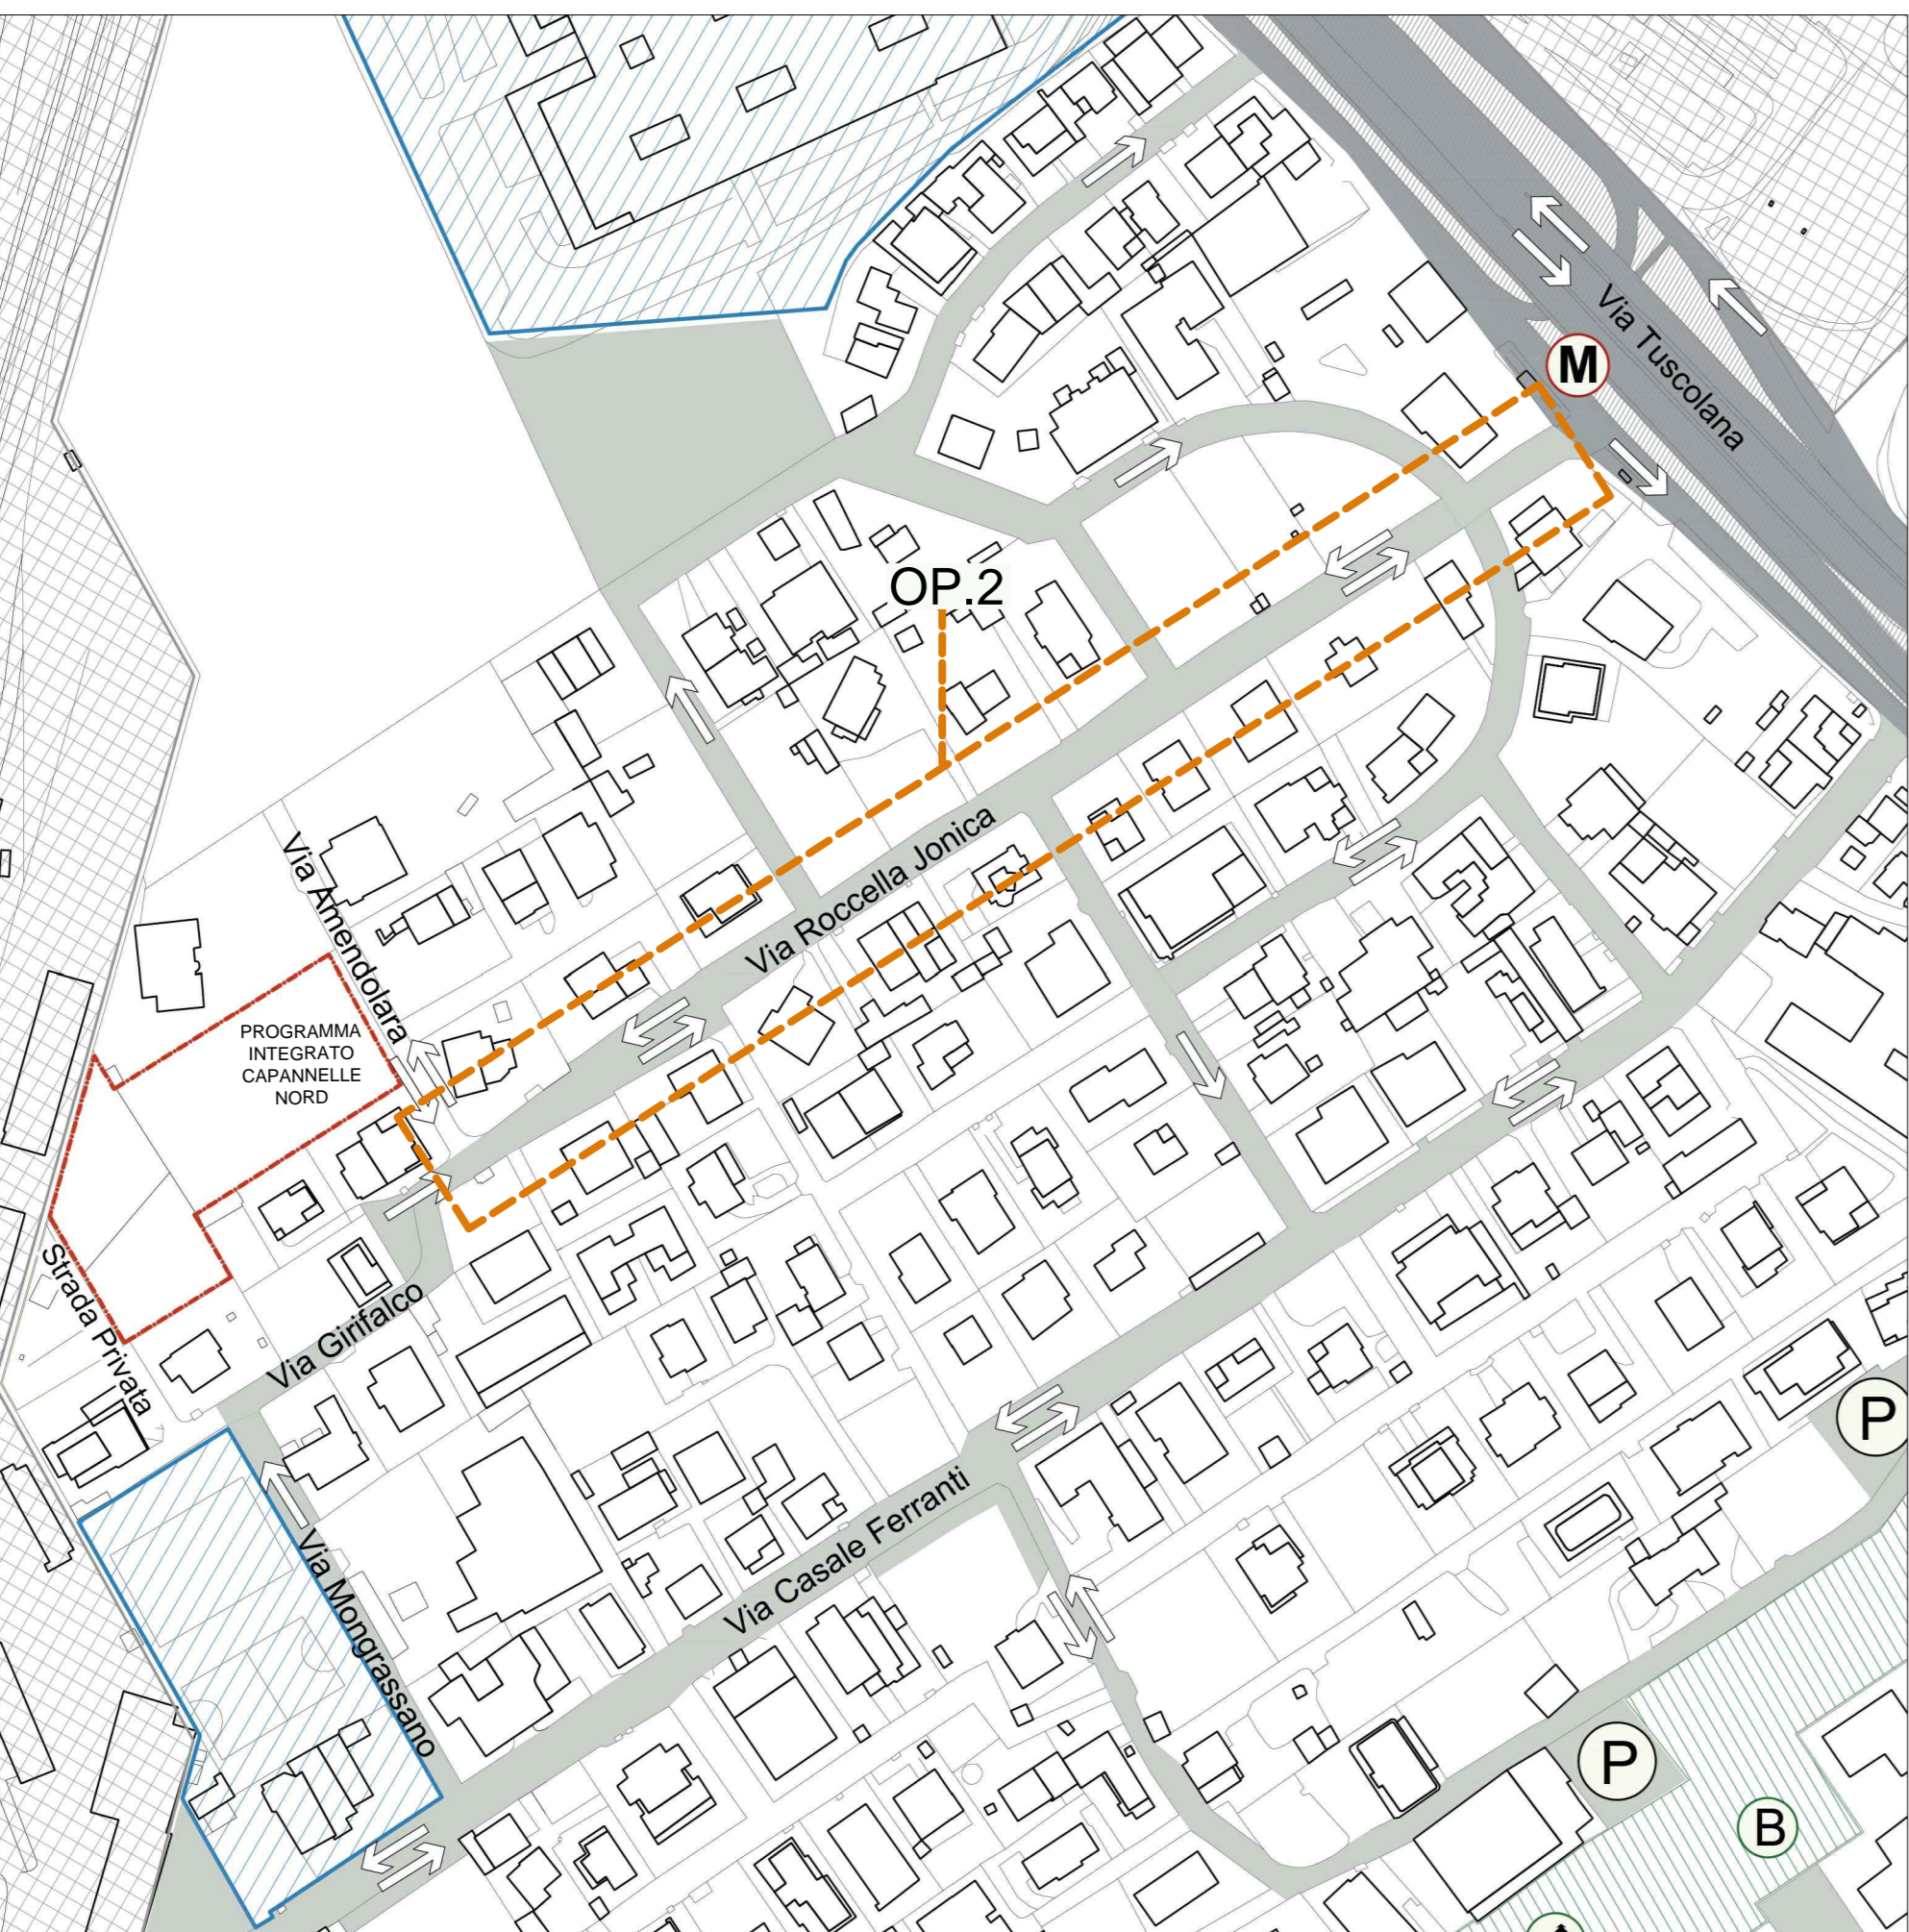 M
Via Tuscolana
OP.2
Via Roccella Jonica
Via Amendolara
PROGRAMMA
INTEGRATO
CAPANNELLE
NORD
Strada Privata
Via Girifalco
P
Via Casale Ferranti
Via Mongrassano
P
B